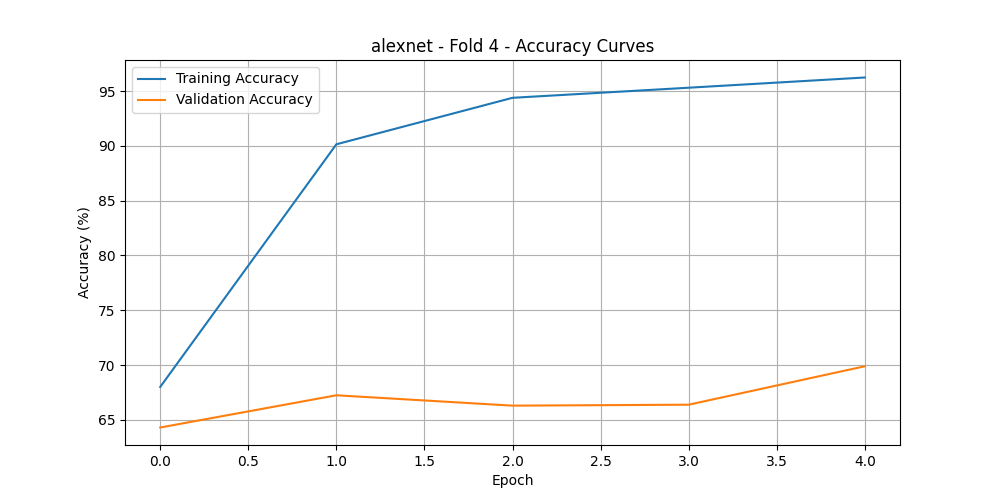 alexnet - Fold 4 - Accuracy Curves
Training Accuracy
Validation Accuracy
Accuracy (%)
95
90
85
80
75
70
65
0.0 0.5 1.0 1.5 2.0 2.5 3.0 3.5 4.0
Epoch